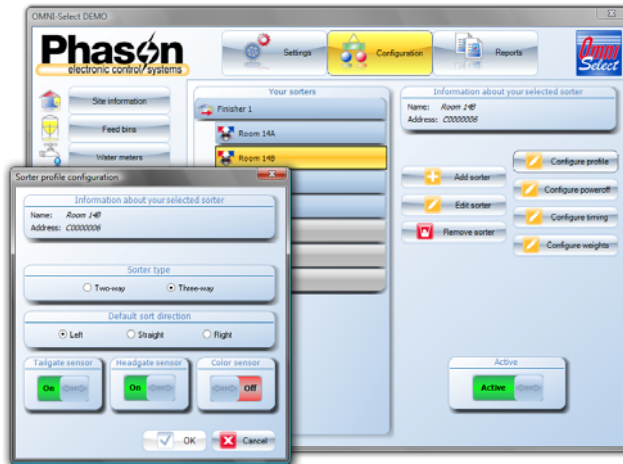 OMNI-Select DEMO
Phason
electronic control systems
Settings
Configuration
Reports
Omni
Select
Site information
Feed bins
Water meters
Your sorters
Finisher 1
Room 14A
Room 14B
Information about your selected sorter
Name: Room 14B
Address: C0000006
Add sorter
Edit sorter
Remove sorter
Configure profile
Configure poweroff
Configure timing
Configure weights
Active
Active
Sorter profile configuration
Information about your selected sorter
Name: Room 14B
Address: C0000006
Sorter type
Two-way
Three-way
Default sort direction
Left
Straight
Right
Tailgate sensor
Headgate sensor
Color sensor
On
On
Off
OK
Cancel